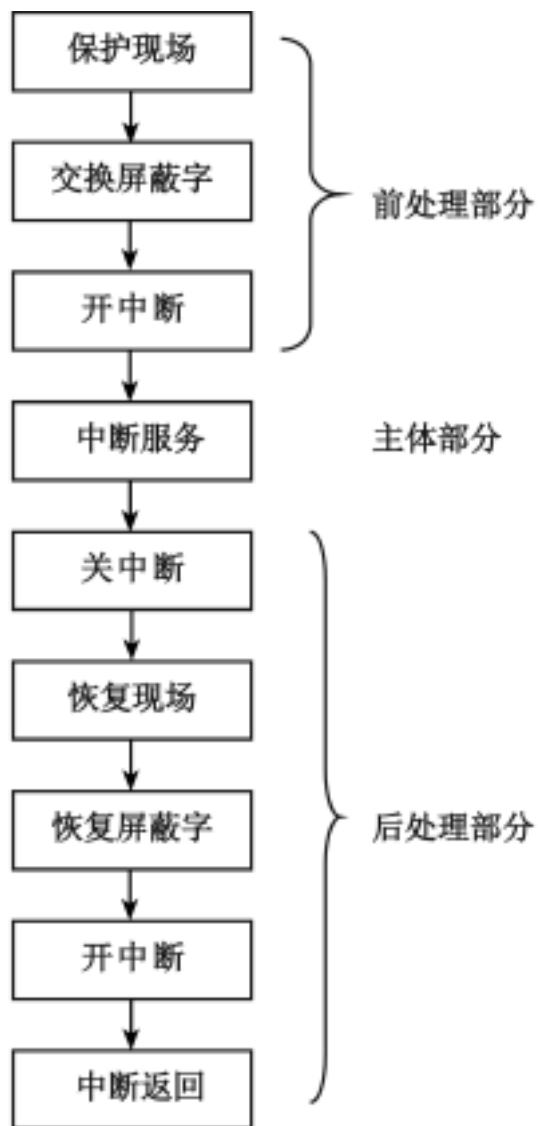 保护现场
交换屏蔽字
前处理部分
开中断
中断服务
主体部分
关中断
恢复现场
恢复屏蔽字
后处理部分
开中断
中断返回